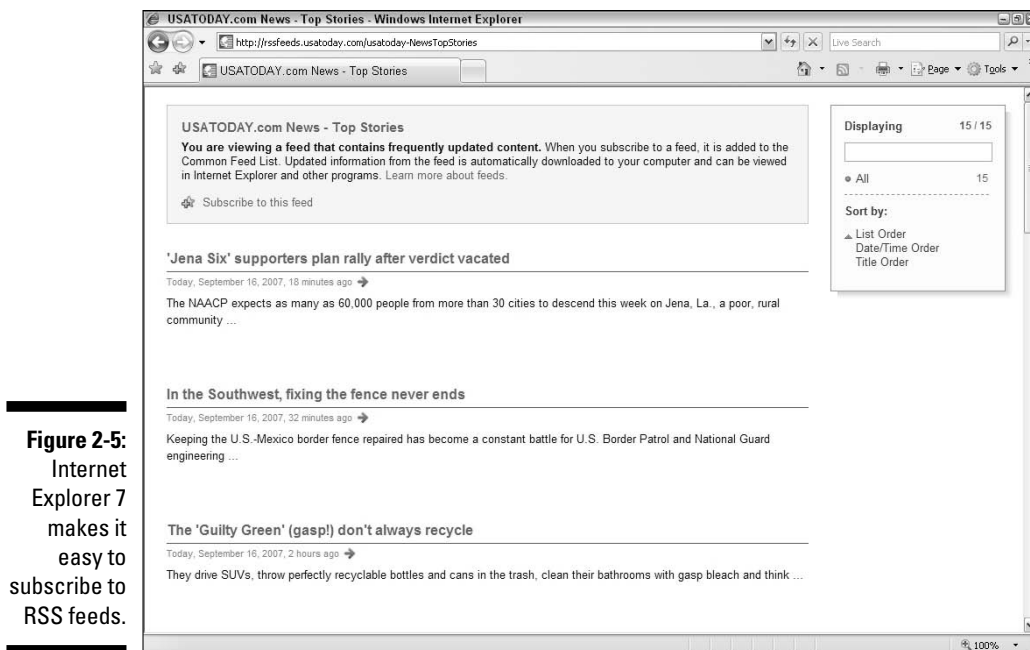 USATODAY.com News - Top Stories - Windows Internet Explorer
http://rssfeeds.usatoday.com/usatoday-NewsTopStories
Live Search
USATODAY.com News - Top Stories
Page
Tools
USATODAY.com News - Top Stories
You are viewing a feed that contains frequently updated content. When you subscribe to a feed, it is added to the
Common Feed List. Updated information from the feed is automatically downloaded to your computer and can be viewed
in Internet Explorer and other programs. Learn more about feeds.
Subscribe to this feed
Displaying 15 / 15
All 15
Sort by:
List Order
Date/Time Order
Title Order
'Jena Six' supporters plan rally after verdict vacated
Today, September 16, 2007, 18 minutes ago
The NAACP expects as many as 60,000 people from more than 30 cities to descend this week on Jena, La., a poor, rural
community ...
In the Southwest, fixing the fence never ends
Today, September 16, 2007, 32 minutes ago
Keeping the U.S.-Mexico border fence repaired has become a constant battle for U.S. Border Patrol and National Guard
engineering ...
The 'Guilty Green' (gasp!) don't always recycle
Today, September 16, 2007, 2 hours ago
They drive SUVs, throw perfectly recyclable bottles and cans in the trash, clean their bathrooms with gasp bleach and think ...
100%
Figure 2-5:
Internet
Explorer 7
makes it
easy to
subscribe to
RSS feeds.